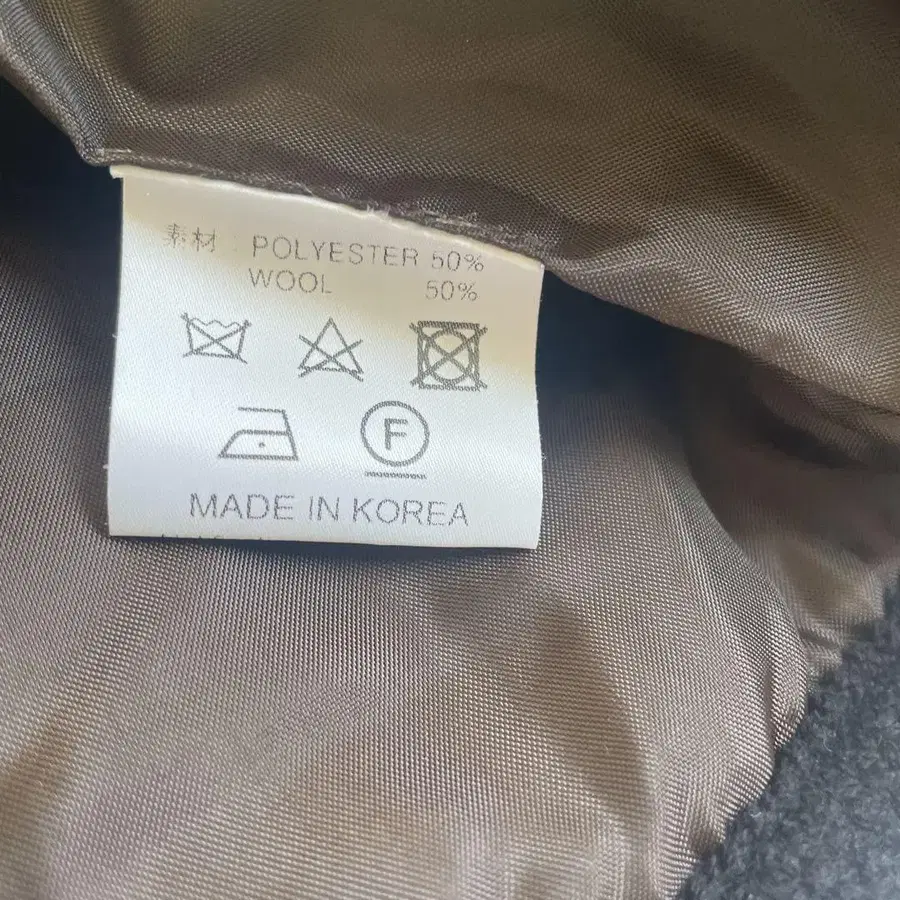 素材 : POLYESTER 50%
WOOL 50%
F
MADE IN KOREA